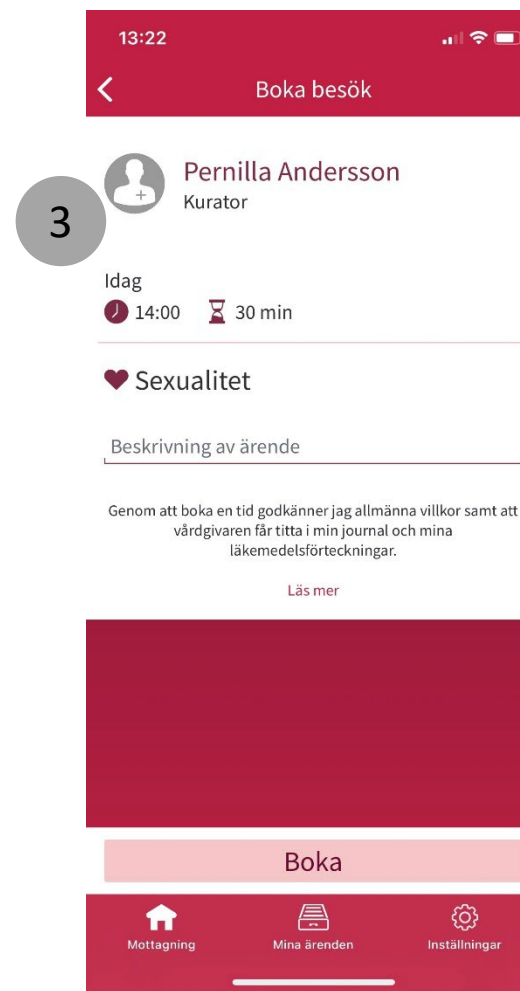 13:22
Boka besök
Pernilla Andersson
Kurator
3
Idag
14:00 30 min
Sexualitet
Beskrivning av ärende
Genom att boka en tid godkänner jag allmänna villkor samt att
vårdgivaren får titta i min journal och mina
läkemedelsförteckningar.
Läs mer
Boka
Mottagning Mina ärenden Inställningar